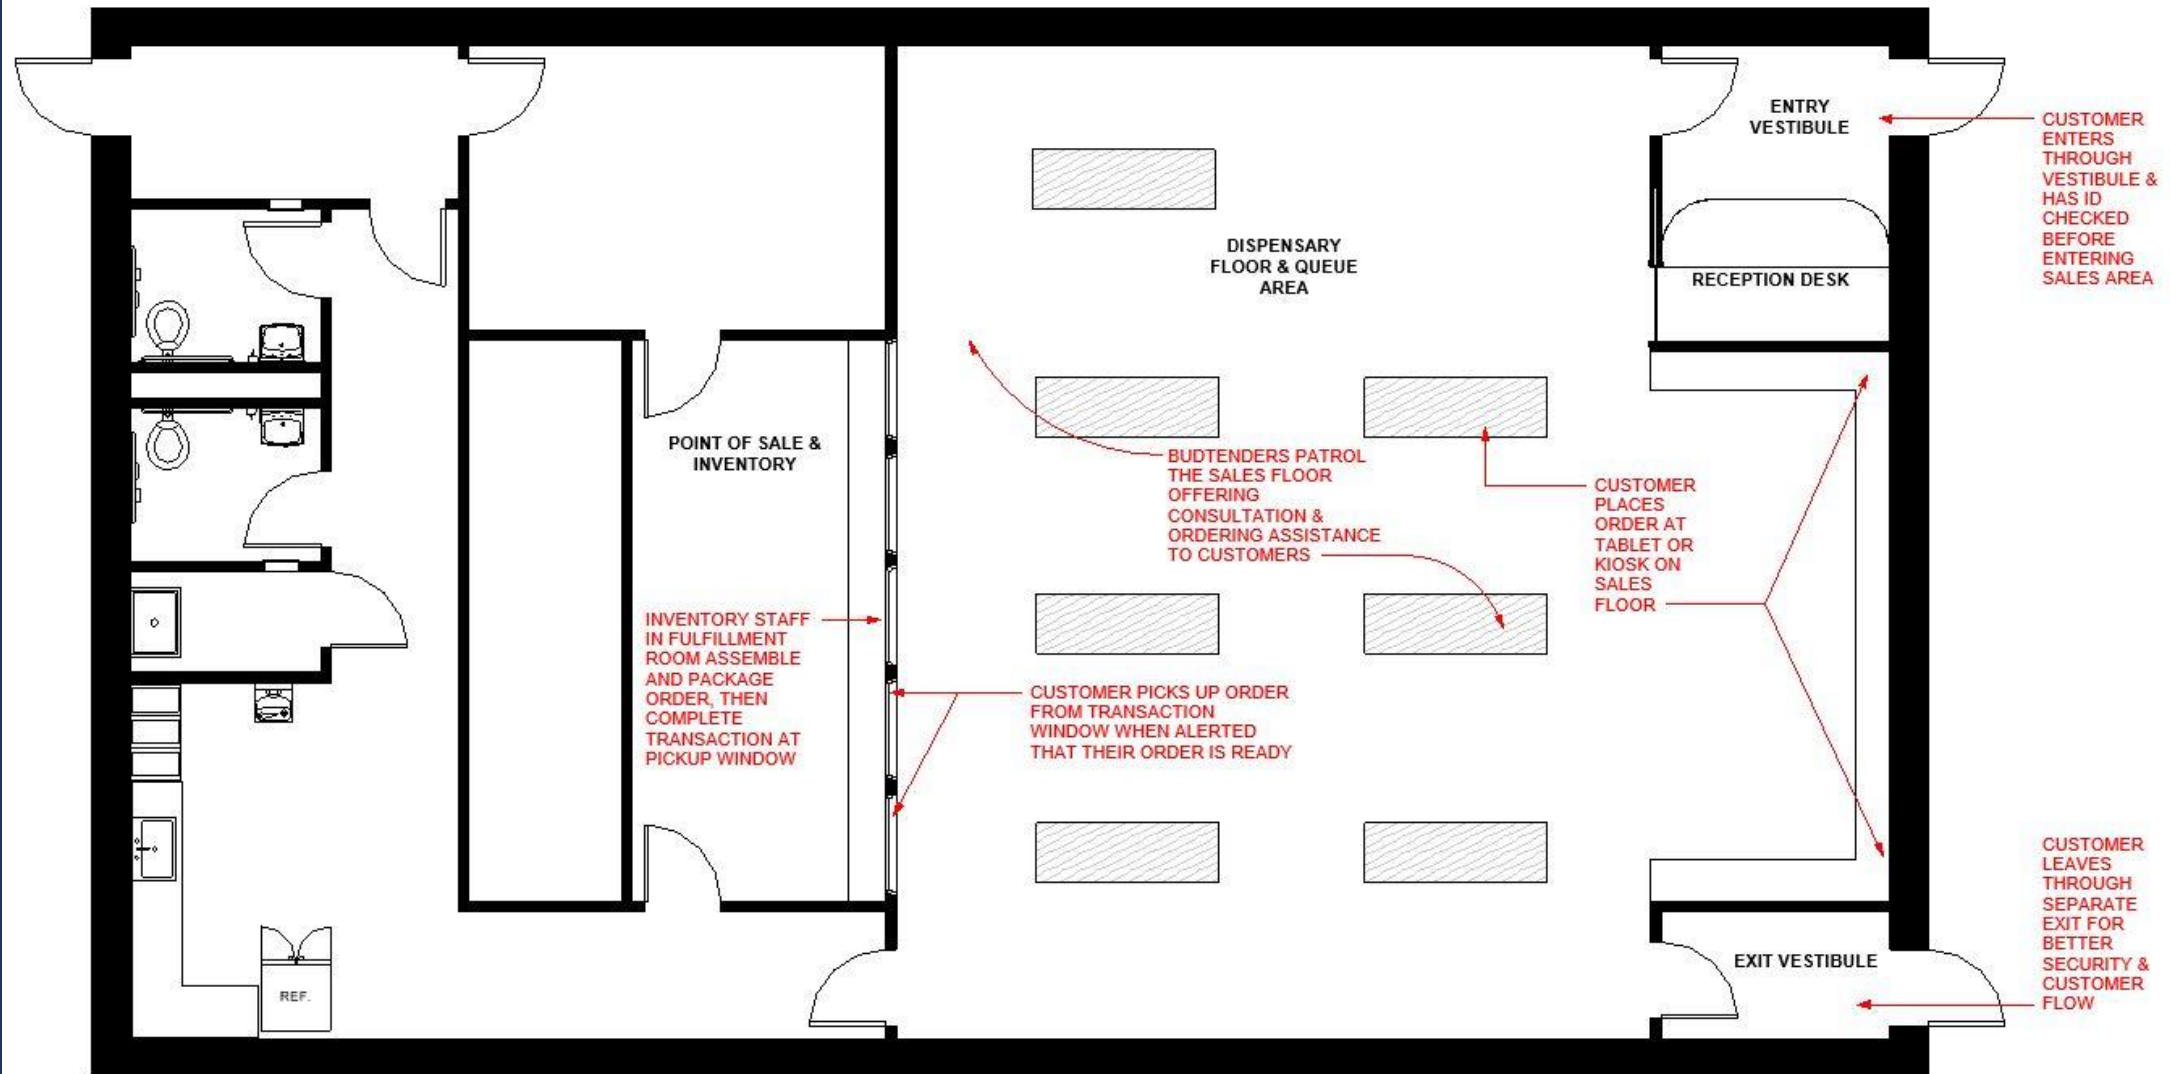 ENTRY
VESTIBULE
CUSTOMER
ENTERS
THROUGH
VESTIBULE &
HAS ID
CHECKED
BEFORE
ENTERING
SALES AREA
DISPENSARY
FLOOR & QUEUE
AREA
RECEPTION DESK
POINT OF SALE &
INVENTORY
BUDTENDERS PATROL
THE SALES FLOOR
OFFERING
CONSULTATION &
ORDERING ASSISTANCE
TO CUSTOMERS
CUSTOMER
PLACES
ORDER AT
TABLET OR
KIOSK ON
SALES
FLOOR
INVENTORY STAFF
IN FULFILLMENT
ROOM ASSEMBLE
AND PACKAGE
ORDER, THEN
COMPLETE
TRANSACTION AT
PICKUP WINDOW
CUSTOMER PICKS UP ORDER
FROM TRANSACTION
WINDOW WHEN ALERTED
THAT THEIR ORDER IS READY
CUSTOMER
LEAVES
THROUGH
SEPARATE
EXIT FOR
BETTER
SECURITY &
CUSTOMER
FLOW
EXIT VESTIBULE
REF.